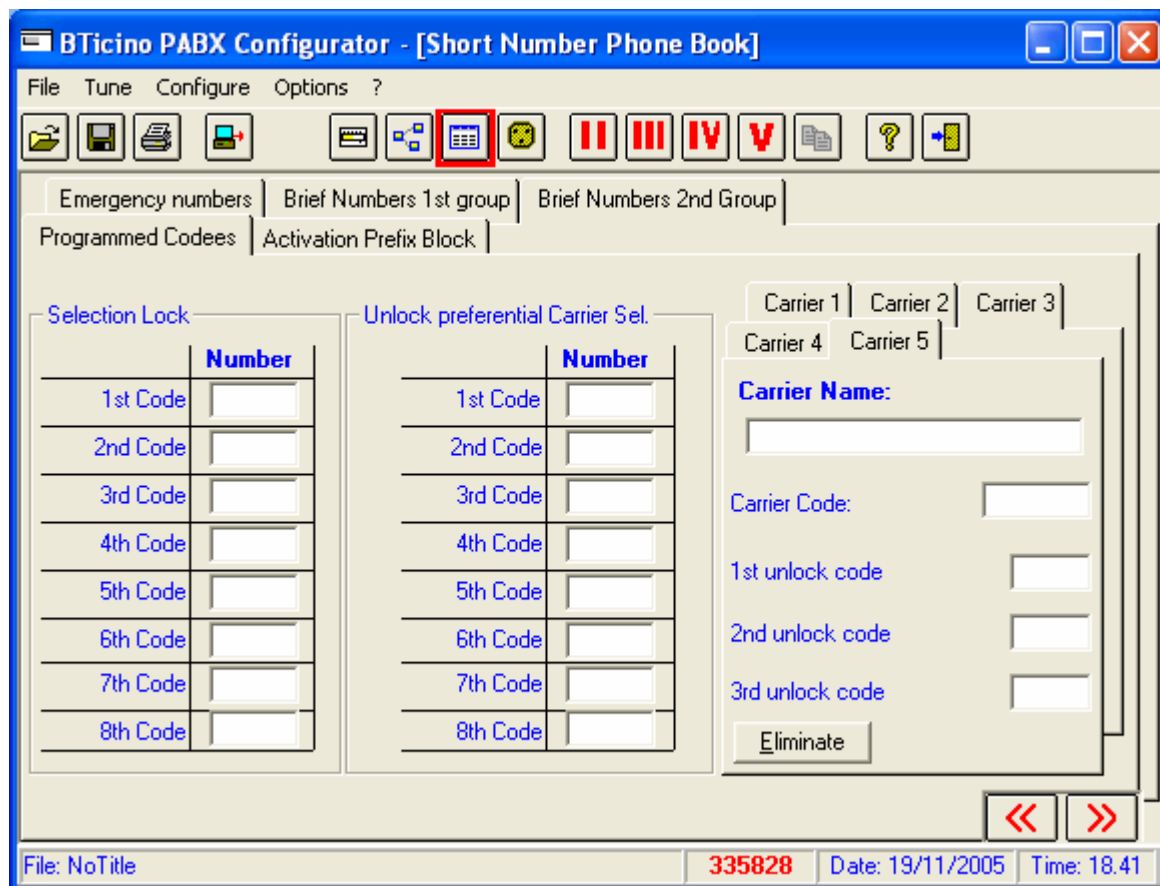 BTicino PABX Configurator - [Short Number Phone Book]
File Tune Configure Options ?
II III IV V ?
Emergency numbers Brief Numbers 1st group Brief Numbers 2nd Group
Programmed Codees Activation Prefix Block
Selection Lock
Number
1st Code
2nd Code
3rd Code
4th Code
5th Code
6th Code
7th Code
8th Code
Unlock preferential Carrier Sel.
Number
1st Code
2nd Code
3rd Code
4th Code
5th Code
6th Code
7th Code
8th Code
Carrier 1 Carrier 2 Carrier 3
Carrier 4 Carrier 5
Carrier Name:
Carrier Code:
1st unlock code
2nd unlock code
3rd unlock code
Eliminate
File: NoTitle 335828 Date: 19/11/2005 Time: 18.41